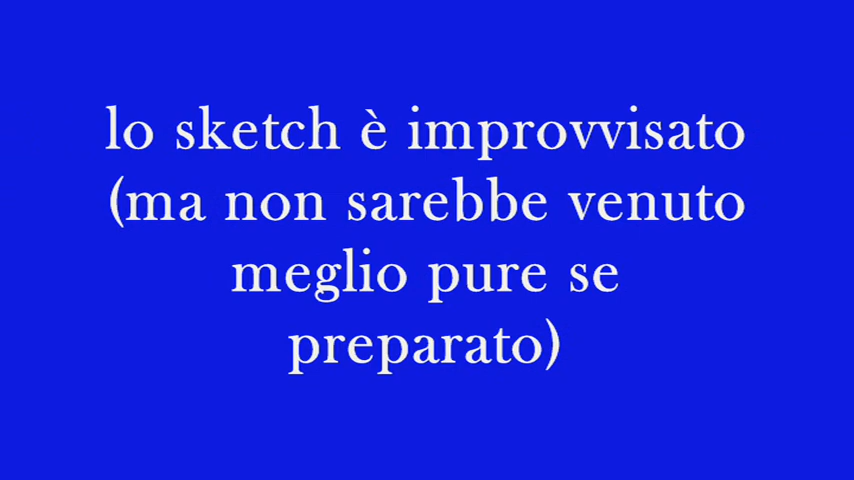 lo sketch è improvvisato
(ma non sarebbe venuto
meglio pure se
preparato)